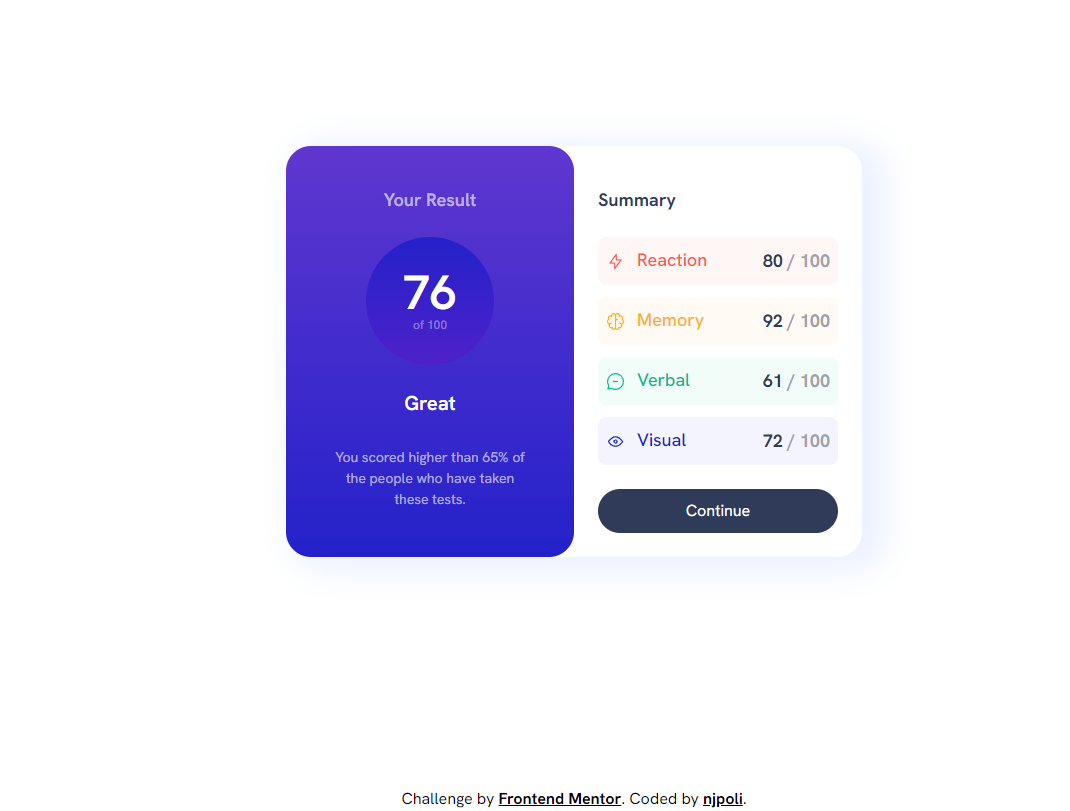 Your Result
76
of 100
Great
You scored higher than 65% of
the people who have taken
these tests.
Summary
Reaction 80 / 100
Memory 92 / 100
Verbal 61 / 100
Visual 72 / 100
Continue
Challenge by Frontend Mentor. Coded by njpoli.